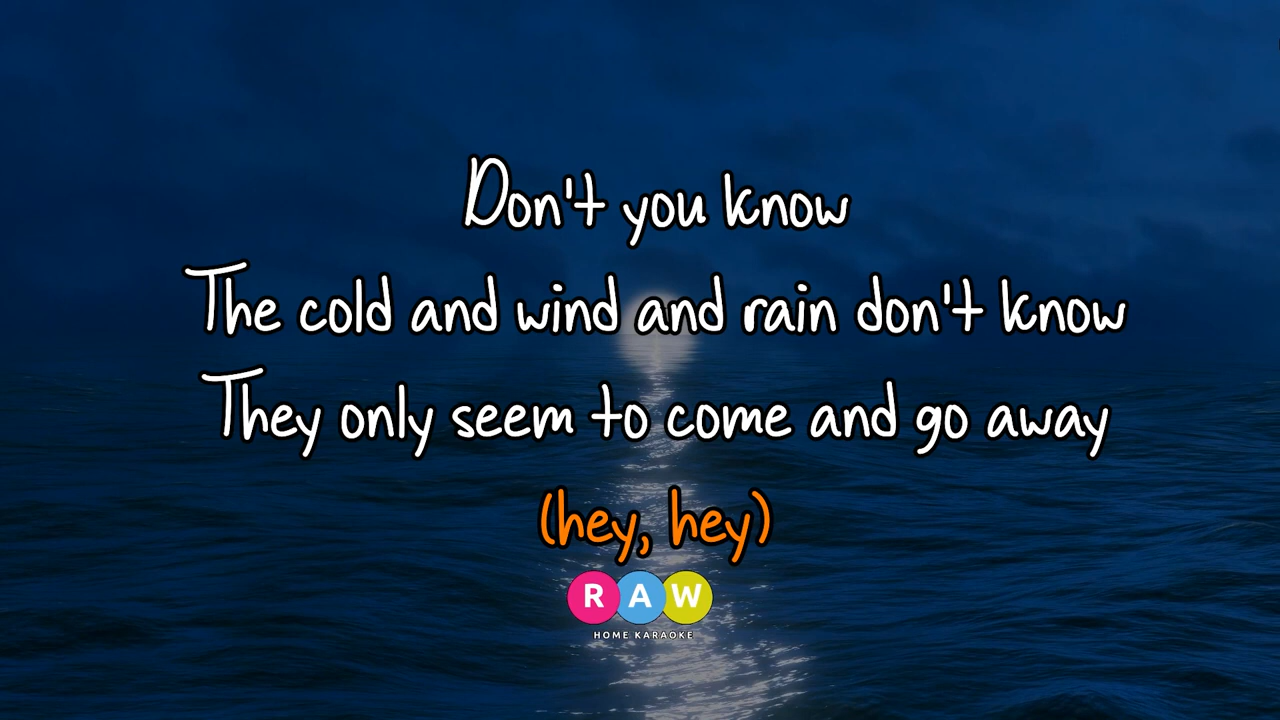 Don't you know
The cold and wind and rain don't know
They only seem to come and go away
(hey, hey)
RAW
HOME KARAOKE